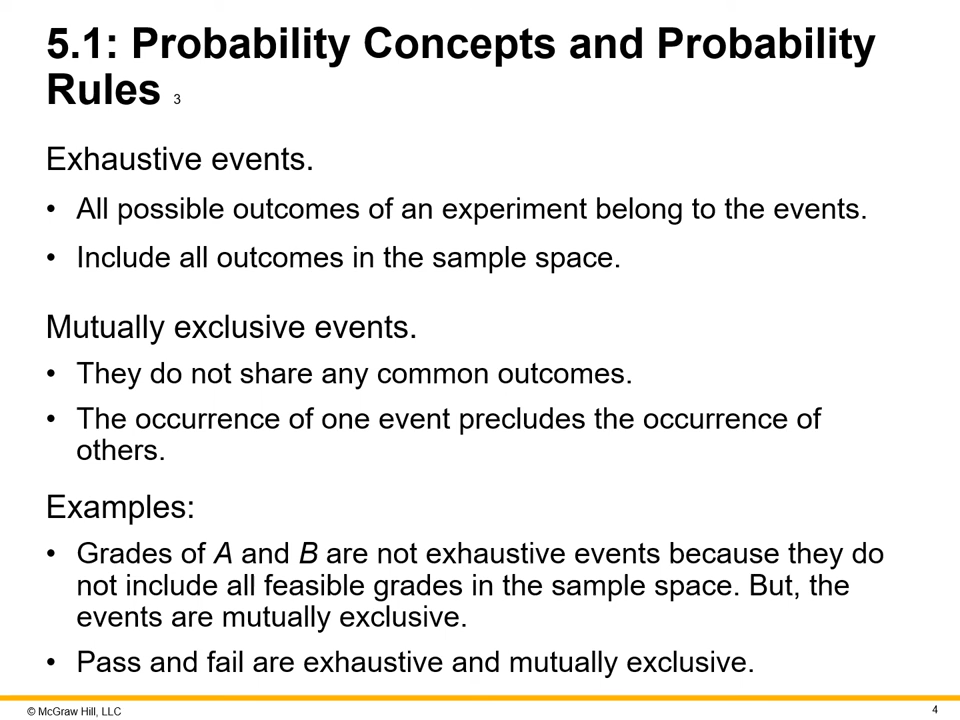 5.1: Probability Concepts and Probability
Rules 3
Exhaustive events.
• All possible outcomes of an experiment belong to the events.
• Include all outcomes in the sample space.
Mutually exclusive events.
• They do not share any common outcomes.
• The occurrence of one event precludes the occurrence of
others.
Examples:
• Grades of A and B are not exhaustive events because they do
not include all feasible grades in the sample space. But, the
events are mutually exclusive.
• Pass and fail are exhaustive and mutually exclusive.
© McGraw Hill, LLC
4